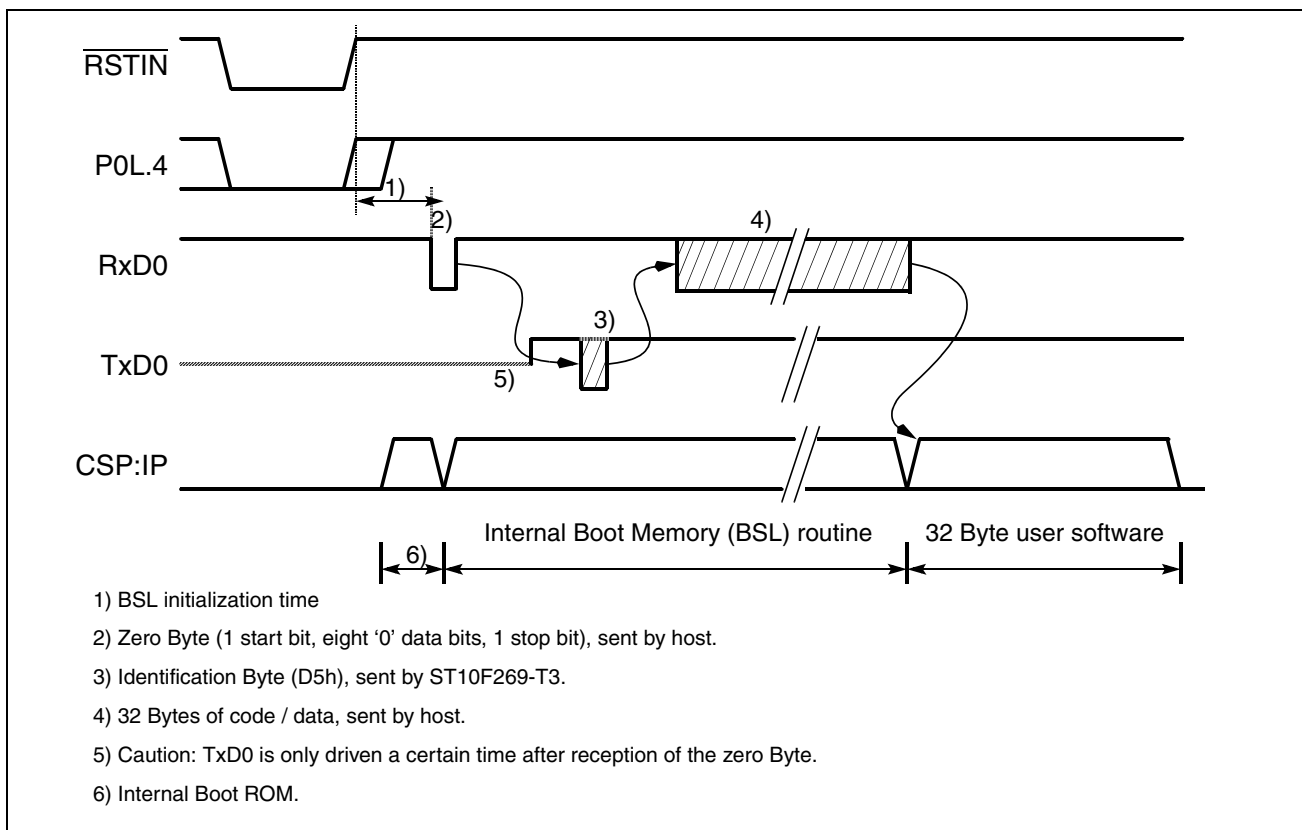 RSTIN
P0L.4
1)
2)
4)
RxD0
3)
TxD0
5)
CSP:IP
6)
Internal Boot Memory (BSL) routine
32 Byte user software
1) BSL initialization time
2) Zero Byte (1 start bit, eight ‘0’ data bits, 1 stop bit), sent by host.
3) Identification Byte (D5h), sent by ST10F269-T3.
4) 32 Bytes of code / data, sent by host.
5) Caution: TxD0 is only driven a certain time after reception of the zero Byte.
6) Internal Boot ROM.